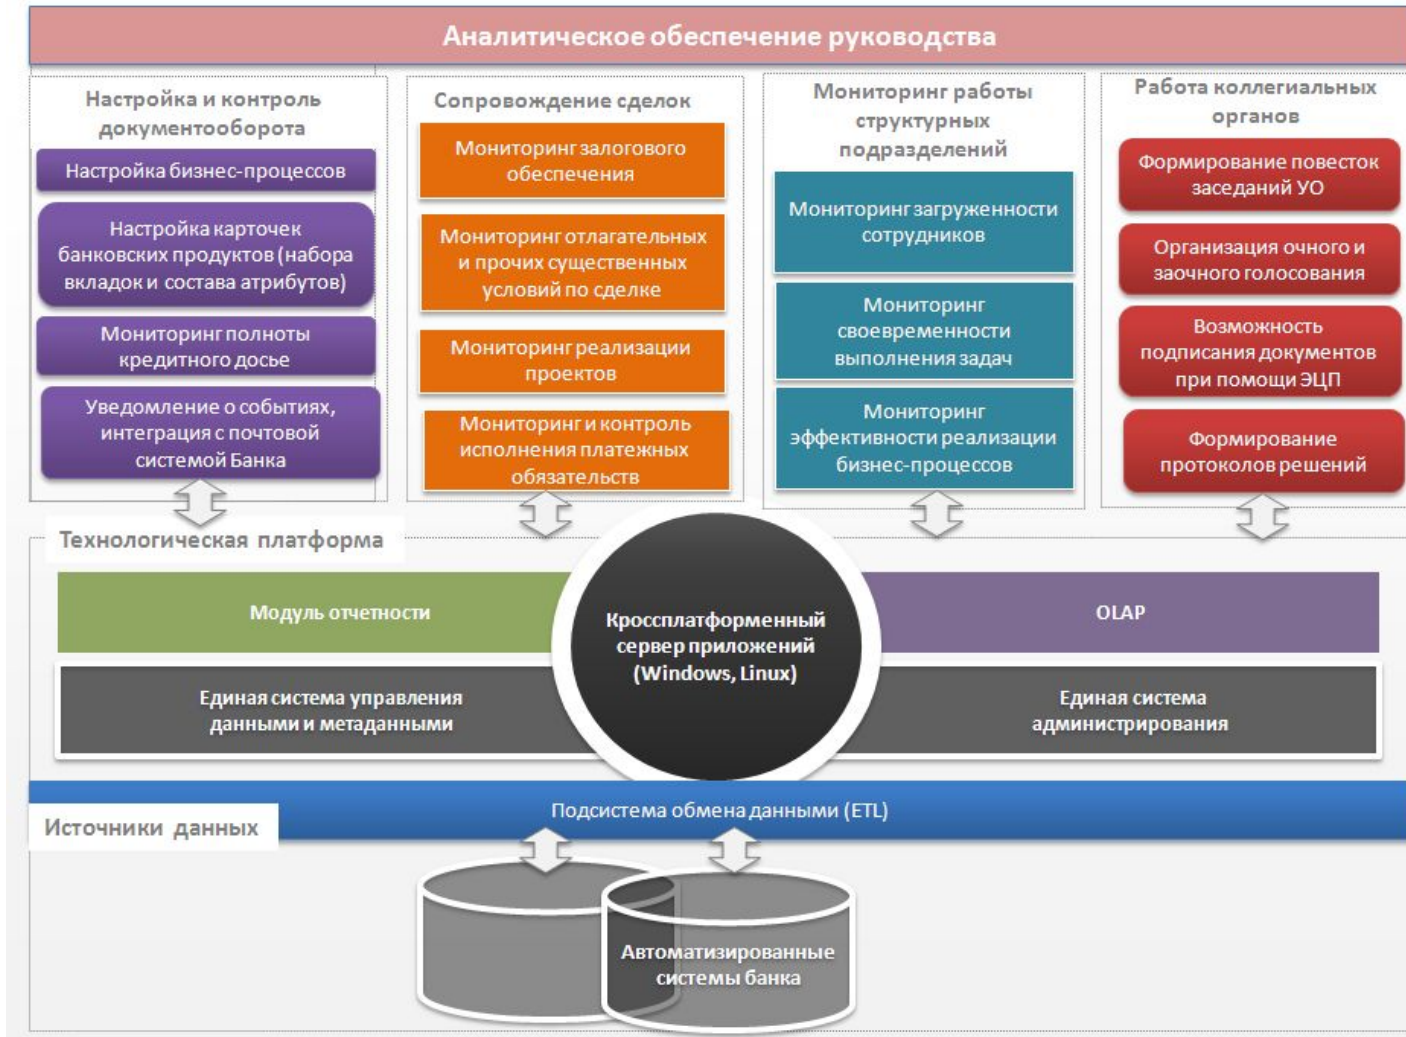 Аналитическое обеспечение руководства
Настройка и контроль
документооборота
Настройка бизнес-процессов
Настройка карточек
банковских продуктов (набора
вкладок и состава атрибутов)
Мониторинг полноты
кредитного досье
Уведомление о событиях,
интеграция с почтовой
системой Банка
Сопровождение сделок
Мониторинг залогового
обеспечения
Мониторинг отлагательных
и прочих существенных
условий по сделке
Мониторинг реализации
проектов
Мониторинг и контроль
исполнения платежных
обязательств
Мониторинг работы
структурных
подразделений
Мониторинг загруженности
сотрудников
Мониторинг
своевременности
выполнения задач
Мониторинг
эффективности реализации
бизнес-процессов
Работа коллегиальных
органов
Формирование повесток
заседаний УО
Организация очного и
заочного голосования
Возможность
подписания документов
при помощи ЭЦП
Формирование
протоколов решений
Технологическая платформа
Модуль отчетности
Кроссплатформенный
сервер приложений
(Windows, Linux)
OLAP
Единая система управления
данными и метаданными
Единая система
администрирования
Подсистема обмена данными (ETL)
Источники данных
Автоматизированные
системы банка